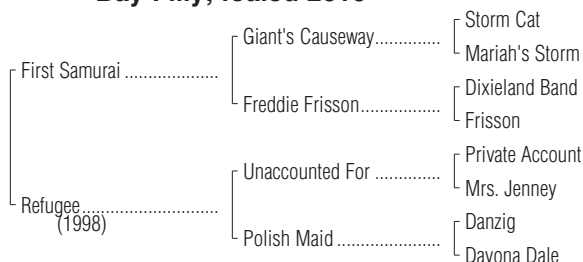 Bay Filly; foaled
Storm Cat
Giant's Causeway..............
Mariah's Storm
First Samurai ....................
Dixieland Band
Freddie Frisson.................
Frisson
Private Account
Unaccounted For ..............
Mrs. Jenney
Refugee.............................
(1998)
Danzig
Polish Maid ......................
Davona Dale